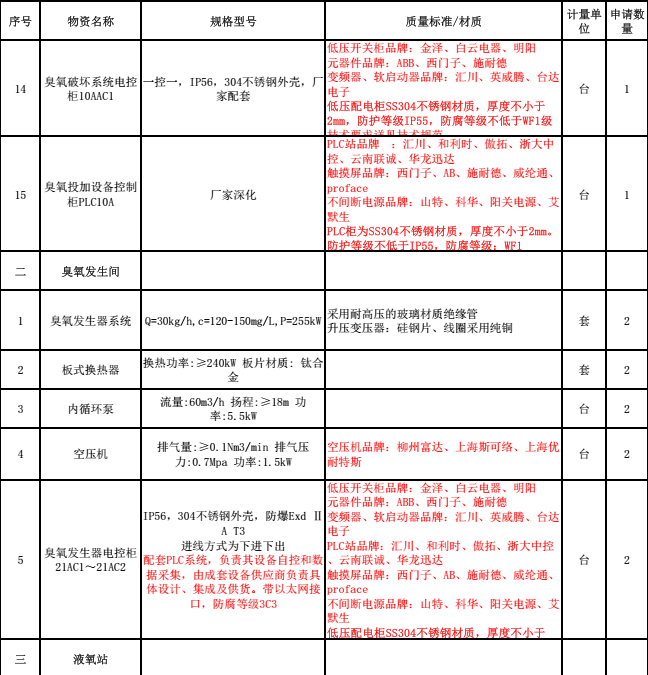 序号 物资名称 规格型号 质量标准/材质 计量单位 申请数量
14
臭氧破坏系统电控
柜10AAC1
一控一，IP56，304不锈钢外壳，厂
家配套
低压开关柜品牌：金泽、白云电器、明阳
元器件品牌：ABB、西门子、施耐德
变频器、软启动器品牌：汇川、英威腾、台达
电子
低压配电柜SS304不锈钢材质，厚度不小于
2mm，防护等级IP55，防腐等级不低于WF1级
技术要求详见技术规范
台
1
15
臭氧投加设备控制
柜PLC10A
厂家深化
PLC站品牌 ：汇川、和利时、傲拓、浙大中
控、云南联诚、华龙迅达
触摸屏品牌：西门子、AB、施耐德、威纶通、
proface
不间断电源品牌：山特、科华、阳关电源、艾
默生
PLC柜为SS304不锈钢材质，厚度不小于2mm。
防护等级不低于IP55，防腐等级：WF1
台
1
二 臭氧发生间
1
臭氧发生器系统
Q=30kg/h,c=120-150mg/L,P=255kW
采用耐高压的玻璃材质绝缘管
升压变压器：硅钢片、线圈采用纯铜
套
2
2
板式换热器
换热功率:≥240kW 板片材质: 钛合
金
套
2
3
内循环泵
流量:60m3/h 扬程:≥18m 功
率:5.5kW
台
2
4
空压机
排气量:≥0.1Nm3/min 排气压
力:0.7Mpa 功率:1.5kW
空压机品牌：柳州富达、上海斯可络、上海优
耐特斯
台
2
5
臭氧发生器电控柜
21AC1～21AC2
IP56，304不锈钢外壳，防爆Exd Ⅱ
A T3
进线方式为下进下出
配套PLC系统，负责其设备自控和数
据采集，由成套设备供应商负责具
体设计、集成及供货。带以太网接
口，防腐等级3C3
低压开关柜品牌：金泽、白云电器、明阳
元器件品牌：ABB、西门子、施耐德
变频器、软启动器品牌：汇川、英威腾、台达
电子
PLC站品牌：汇川、和利时、傲拓、浙大中控
、云南联诚、华龙迅达
触摸屏品牌：西门子、AB、施耐德、威纶通、
proface
不间断电源品牌：山特、科华、阳关电源、艾
默生
低压配电柜SS304不锈钢材质，厚度不小于
台
2
三 液氧站